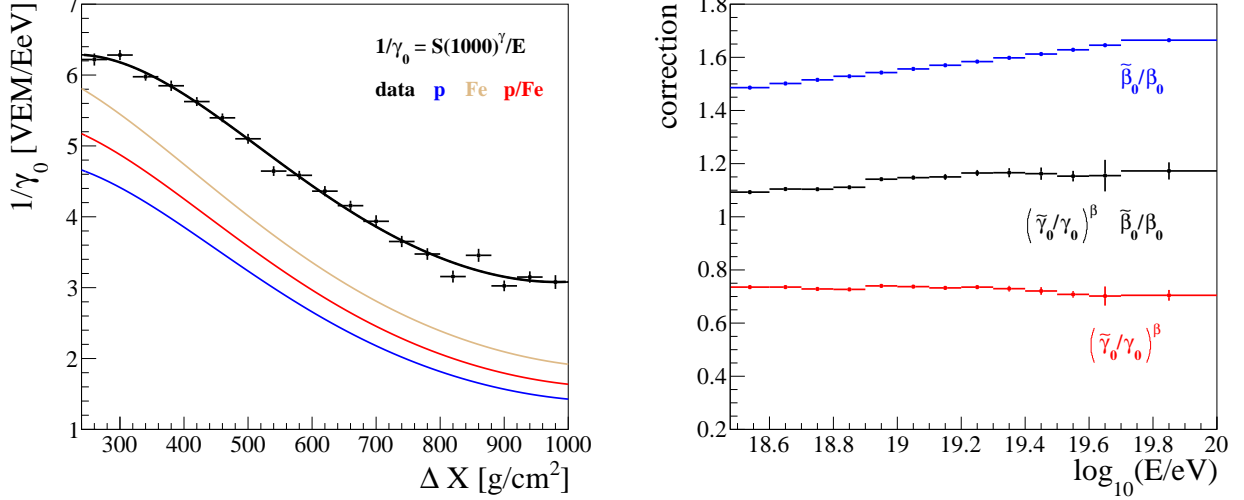 1/γ₀ [VEM/EeV]
7
6
5
4
3
2
1
1/γ₀ = S(1000)^γ/E
data p Fe p/Fe
300 400 500 600 700 800 900 1000
Δ X [g/cm²]
correction
1.8
1.6
1.4
1.2
1
0.8
0.6
0.4
0.2
β̃₀/β₀
(γ̃₀/γ₀)^β β̃₀/β₀
(γ̃₀/γ₀)^β
18.6 18.8 19 19.2 19.4 19.6 19.8 20
log₁₀(E/eV)